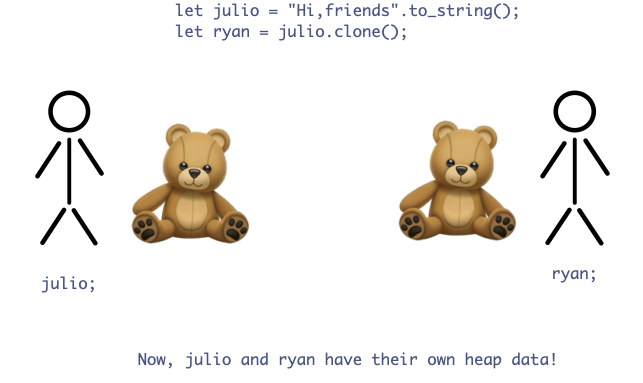 let julio = "Hi,friends".to_string();
let ryan = julio.clone();
julio;
ryan;
Now, julio and ryan have their own heap data!